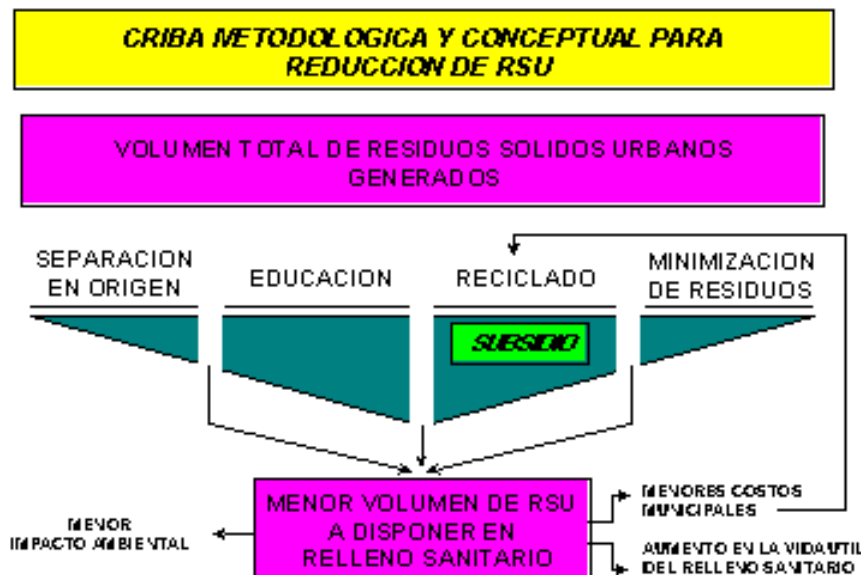 CRIBA METODOLOGICA Y CONCEPTUAL PARA
REDUCCION DE RSU
VOLUMEN TOTAL DE RESIDUOS SOLIDOS URBANOS
GENERADOS
SEPARACION
EN ORIGEN
EDUCACION
RECICLADO
MINIMIZACION
DE RESIDUOS
SUBSIDIO
MENOR VOLUMEN DE RSU
A DISPONER EN
RELLENO SANITARIO
MENOR
IMPACTO AMBIENTAL
MENORES COSTOS
MUNICIPALES
AUMENTO EN LA VIDA UTIL
DEL RELLENO SANITARIO